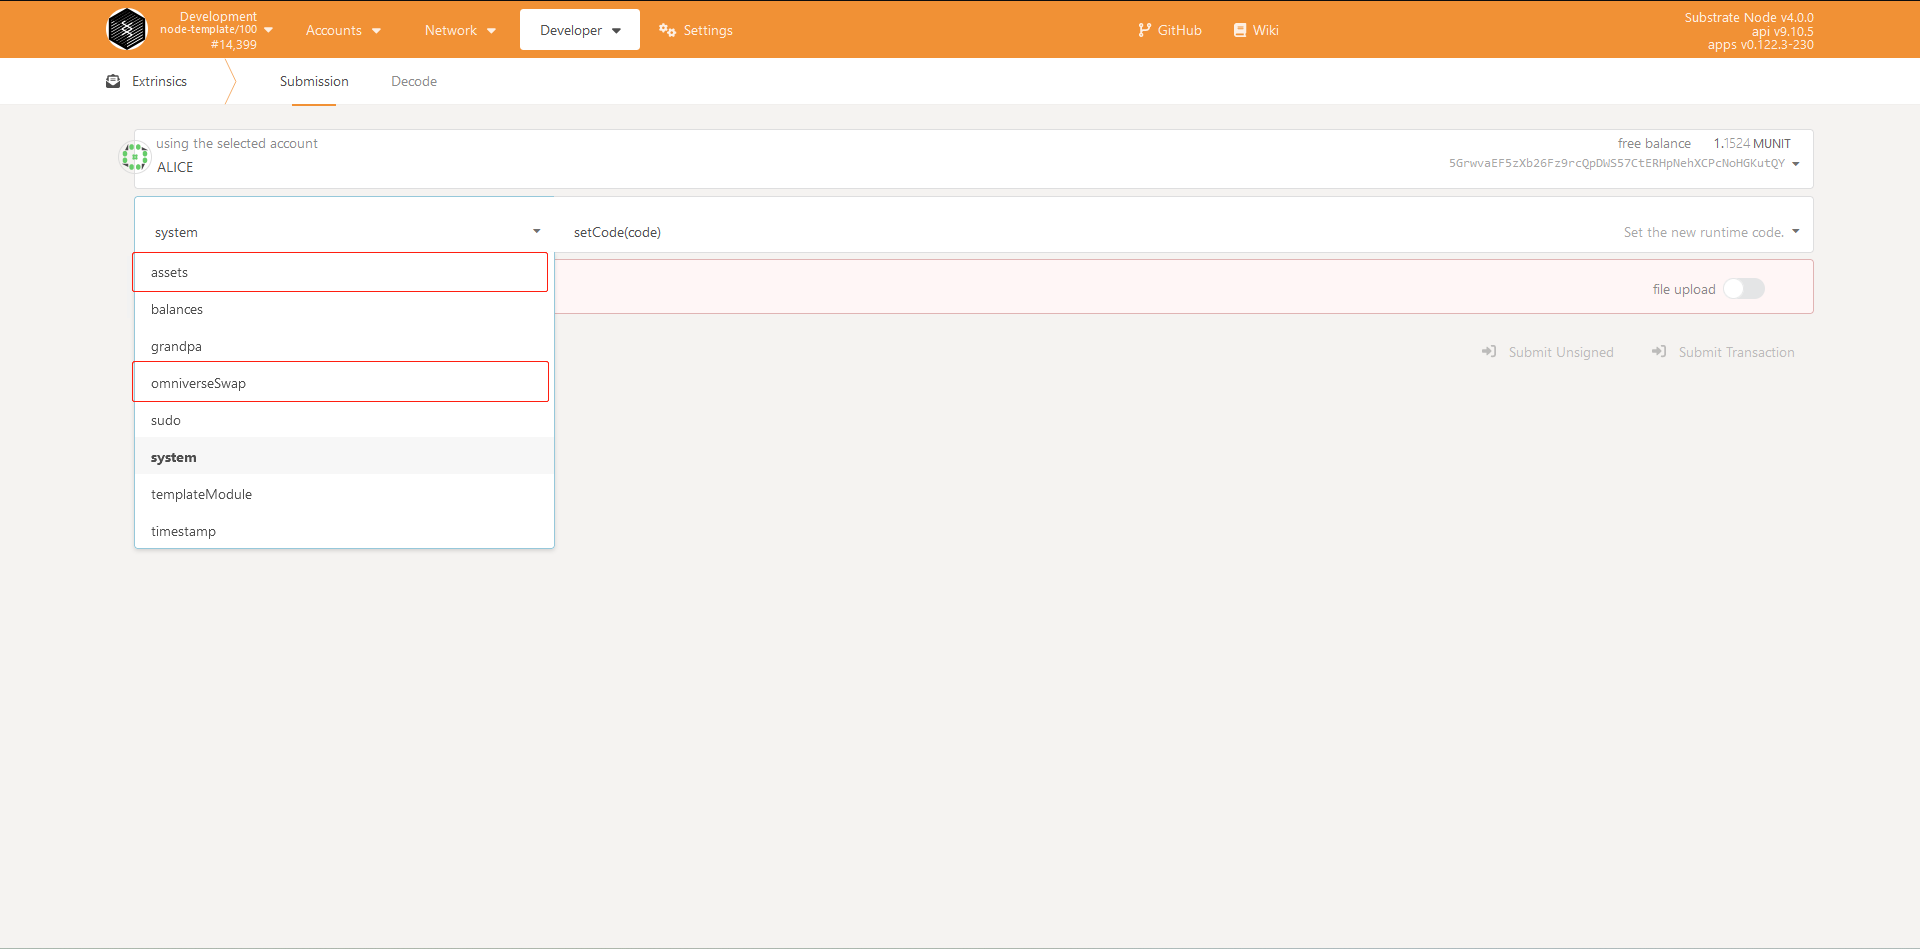 Development
node-template/100
#14,399
Accounts
Network
Developer
Settings
GitHub
Wiki
Substrate Node v4.0.0
api v9.10.5
apps v0.122.3-230
Extrinsics
Submission
Decode
using the selected account
ALICE
free balance 1.1524 MUNIT
5GrwvaEF5zXb26Fz9rcQpDWS57CtERHpNehXCPcNoHGKutQY
system
setCode(code)
Set the new runtime code.
assets
balances
grandpa
omniverseSwap
sudo
system
templateModule
timestamp
file upload
Submit Unsigned
Submit Transaction